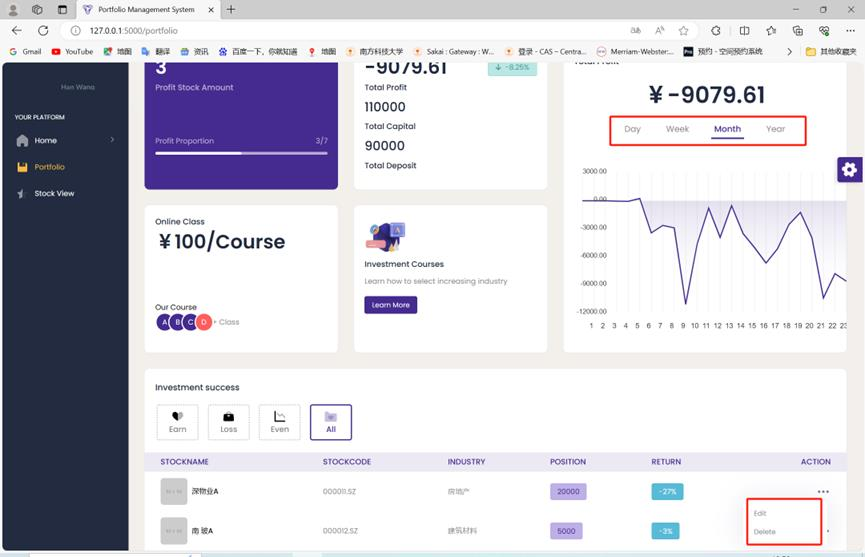 Portfolio Management System
127.0.0.1:5000/portfolio
Gmail YouTube 地图 翻译 资讯 百度一下，你就知道 地图 南方科技大学 Sakai : Gateway : W... 登录 - CAS – Centra... Merriam-Webster:... 预约 - 空间预约系统 其他收藏夹
Han Wang
YOUR PLATFORM
Home
Portfolio
Stock View
3
Profit Stock Amount
Profit Proportion 3/7
-9079.61 -8.25%
Total Profit
110000
Total Capital
90000
Total Deposit
Total Profit
¥ -9079.61
Day Week Month Year
3000.00
0.00
-3000.00
-6000.00
-9000.00
-12000.00
1 2 3 4 5 6 7 8 9 10 11 12 13 14 15 16 17 18 19 20 21 22 23
Online Class
¥100/Course
Our Course
A B C D + Class
Investment Courses
Learn how to select increasing industry
Learn More
Investment success
Earn Loss Even All
STOCKNAME STOCKCODE INDUSTRY POSITION RETURN ACTION
深物业A 000011.SZ 房地产 20000 -27% •••
Edit
南 玻A 000012.SZ 建筑材料 5000 -3%
Delete